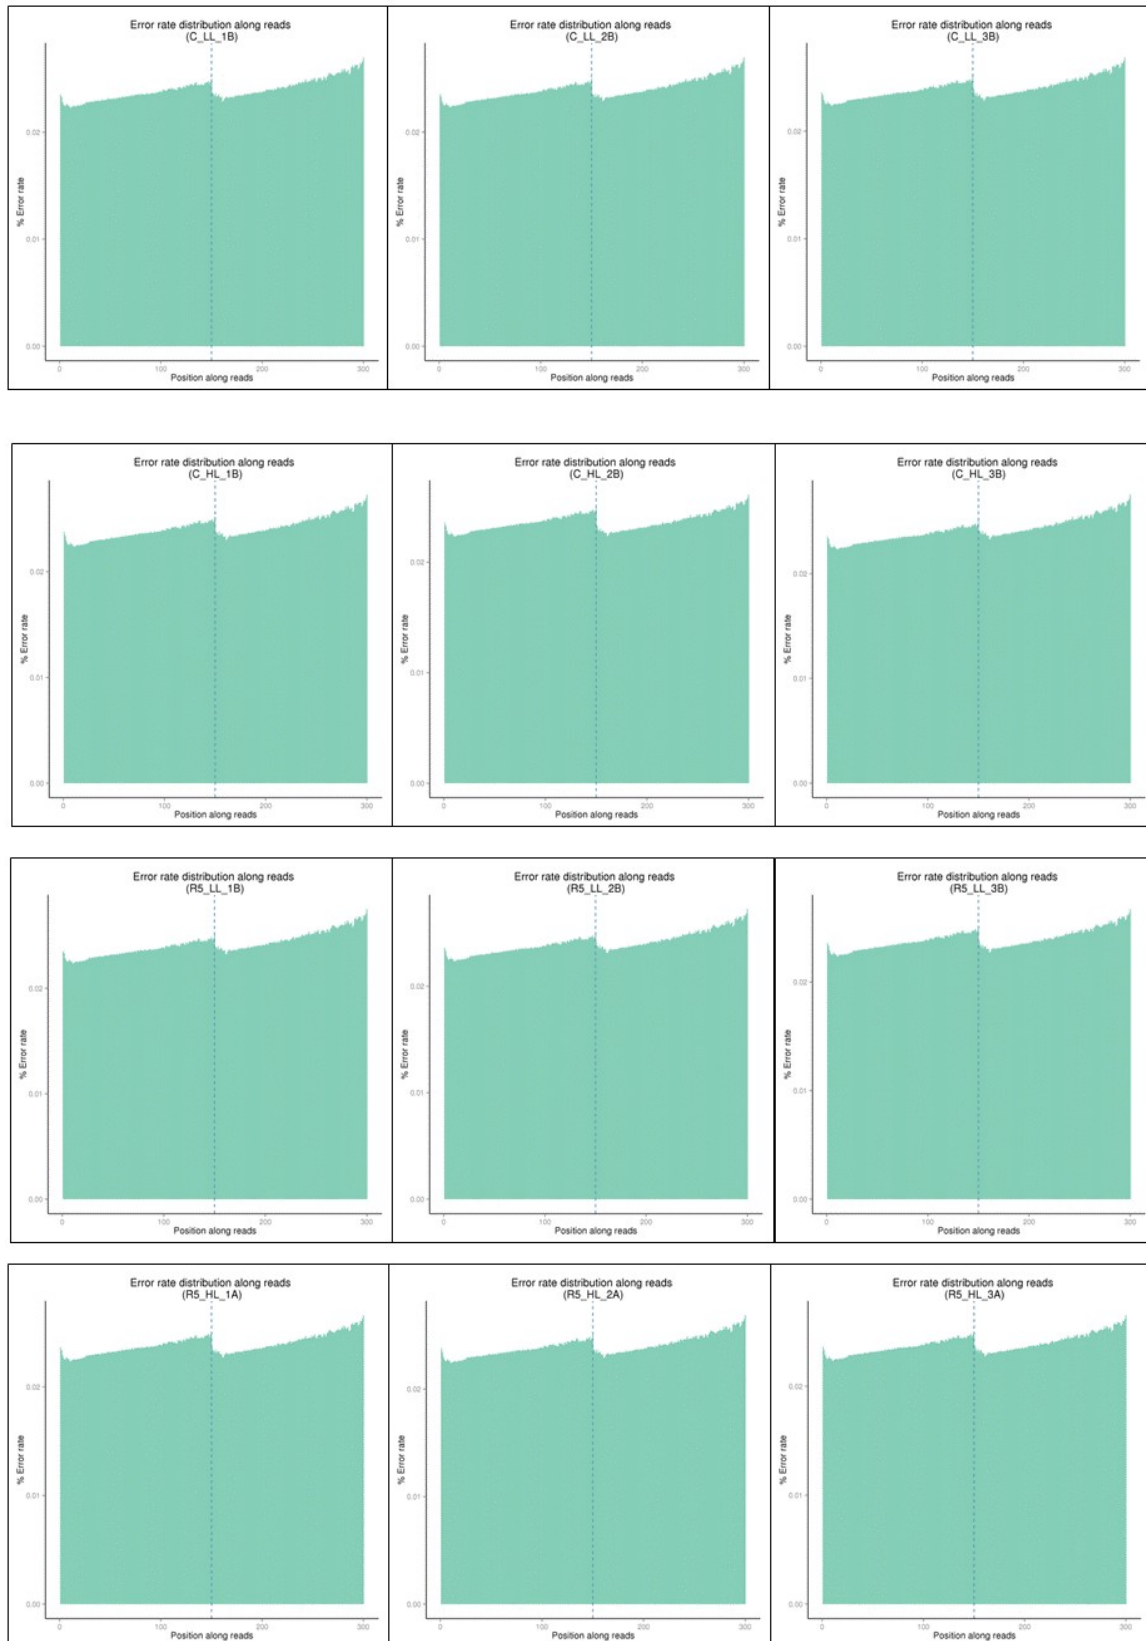 Error rate distribution along reads
(C_LL_1B)
% Error rate
0.02
0.01
0.00
0
100
200
300
Position along reads
Error rate distribution along reads
(C_LL_2B)
% Error rate
0.02
0.01
0.00
0
100
200
300
Position along reads
Error rate distribution along reads
(C_LL_3B)
% Error rate
0.02
0.01
0.00
0
100
200
300
Position along reads
Error rate distribution along reads
(C_HL_1B)
% Error rate
0.02
0.01
0.00
0
100
200
300
Position along reads
Error rate distribution along reads
(C_HL_2B)
% Error rate
0.02
0.01
0.00
0
100
200
300
Position along reads
Error rate distribution along reads
(C_HL_3B)
% Error rate
0.02
0.01
0.00
0
100
200
300
Position along reads
Error rate distribution along reads
(R5_LL_1B)
% Error rate
0.02
0.01
0.00
0
100
200
300
Position along reads
Error rate distribution along reads
(R5_LL_2B)
% Error rate
0.02
0.01
0.00
0
100
200
300
Position along reads
Error rate distribution along reads
(R5_LL_3B)
% Error rate
0.02
0.01
0.00
0
100
200
300
Position along reads
Error rate distribution along reads
(R5_HL_1A)
% Error rate
0.02
0.01
0.00
0
100
200
300
Position along reads
Error rate distribution along reads
(R5_HL_2A)
% Error rate
0.02
0.01
0.00
0
100
200
300
Position along reads
Error rate distribution along reads
(R5_HL_3A)
% Error rate
0.02
0.01
0.00
0
100
200
300
Position along reads